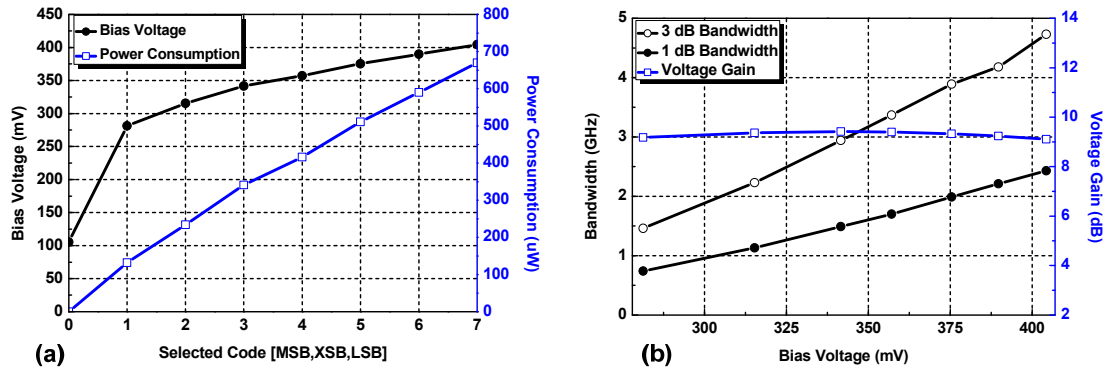 450
400
350
300
250
200
150
100
50
0
Bias Voltage (mV)
Bias Voltage
Power Consumption
800
700
600
500
400
300
200
100
0
Power Consumption (uW)
0 1 2 3 4 5 6 7
Selected Code [MSB,XSB,LSB]
(a)
5
4
3
2
1
0
Bandwidth (GHz)
3 dB Bandwidth
1 dB Bandwidth
Voltage Gain
14
12
10
8
6
4
2
Voltage Gain (dB)
300 325 350 375 400
Bias Voltage (mV)
(b)